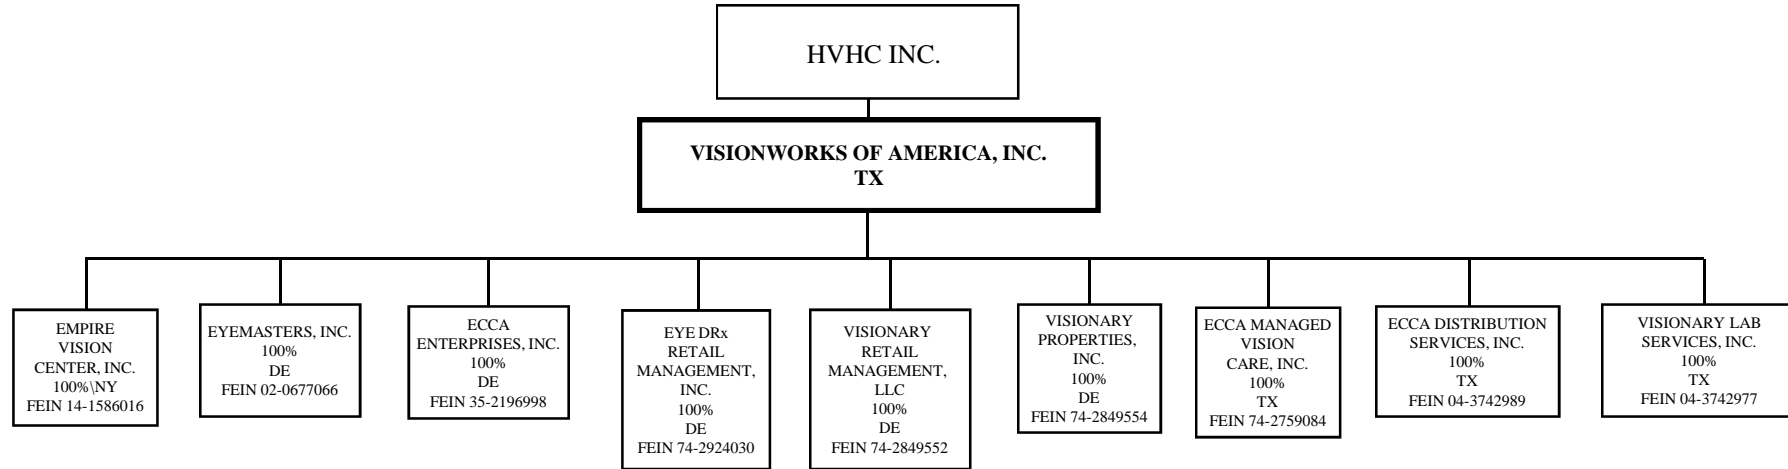 HVHC INC.
VISIONWORKS OF AMERICA, INC.
TX
EMPIRE
VISION
CENTER, INC.
100%\NY
FEIN 14-1586016
EYEMASTERS, INC.
100%
DE
FEIN 02-0677066
ECCA
ENTERPRISES, INC.
100%
DE
FEIN 35-2196998
EYE DRx
RETAIL
MANAGEMENT,
INC.
100%
DE
FEIN 74-2924030
VISIONARY
RETAIL
MANAGEMENT,
LLC
100%
DE
FEIN 74-2849552
VISIONARY
PROPERTIES,
INC.
100%
DE
FEIN 74-2849554
ECCA MANAGED
VISION
CARE, INC.
100%
TX
FEIN 74-2759084
ECCA DISTRIBUTION
SERVICES, INC.
100%
TX
FEIN 04-3742989
VISIONARY LAB
SERVICES, INC.
100%
TX
FEIN 04-3742977